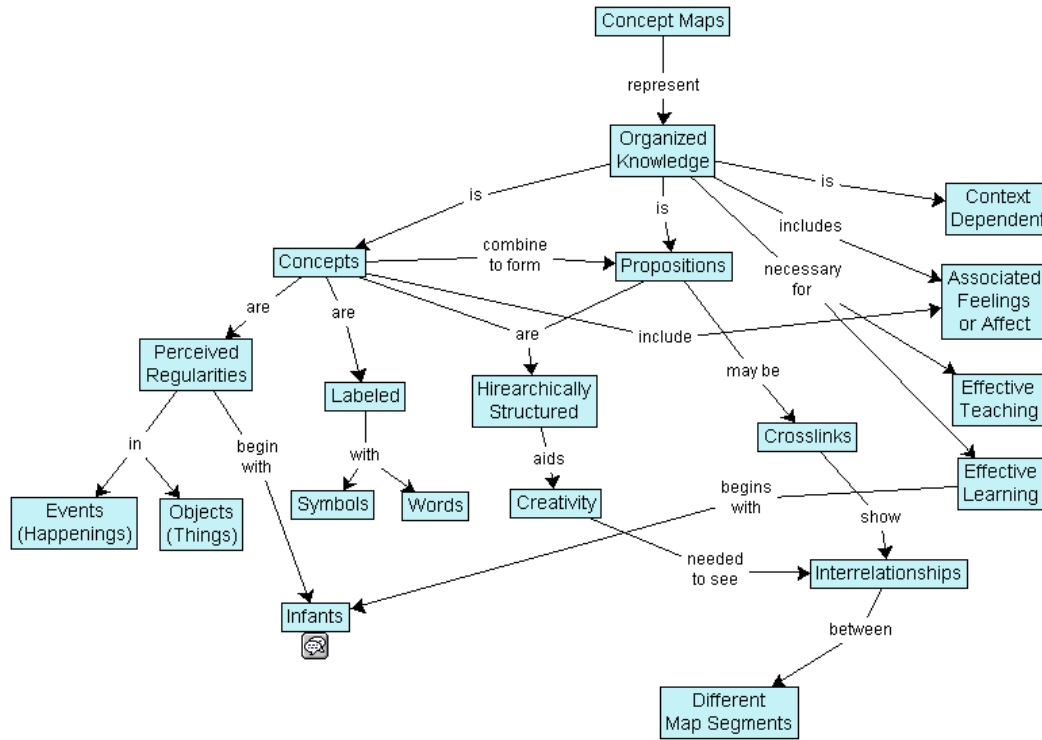 Concept Maps
represent
Organized
Knowledge
is
is
is
includes
Context
Dependent
Concepts
combine
to form
Propositions
necessary
for
Associated
Feelings
or Affect
are
are
are
include
Perceived
Regularities
Labeled
Hirearchically
Structured
may be
Effective
Teaching
in
begin
with
with
aids
Crosslinks
Effective
Learning
Events
(Happenings)
Objects
(Things)
Symbols
Words
Creativity
begins
with
show
needed
to see
Interrelationships
Infants
between
Different
Map Segments